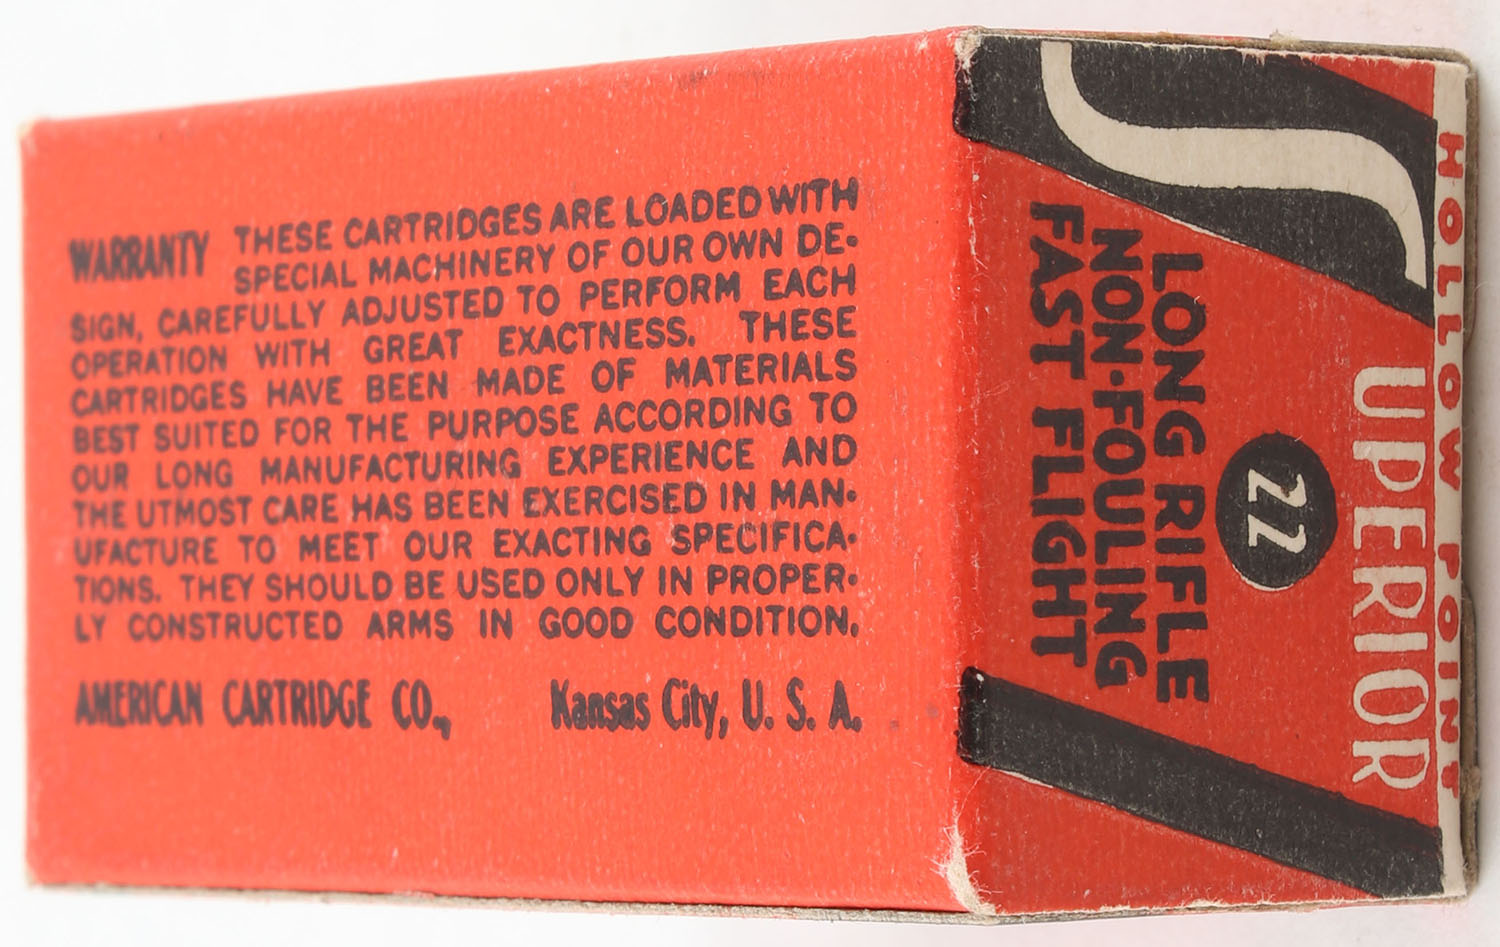 WARRANTY THESE CARTRIDGES ARE LOADED WITH
SPECIAL MACHINERY OF OUR OWN DE-
SIGN, CAREFULLY ADJUSTED TO PERFORM EACH
OPERATION WITH GREAT EXACTNESS. THESE
CARTRIDGES HAVE BEEN MADE OF MATERIALS
BEST SUITED FOR THE PURPOSE ACCORDING TO
OUR LONG MANUFACTURING EXPERIENCE AND
THE UTMOST CARE HAS BEEN EXERCISED IN MAN-
UFACTURE TO MEET OUR EXACTING SPECIFICA-
TIONS. THEY SHOULD BE USED ONLY IN PROPER-
LY CONSTRUCTED ARMS IN GOOD CONDITION.
AMERICAN CARTRIDGE CO., Kansas City, U. S. A.
HOLLOW POINT
SUPERIOR
22
LONG RIFLE
NON-FOULING
FAST FLIGHT